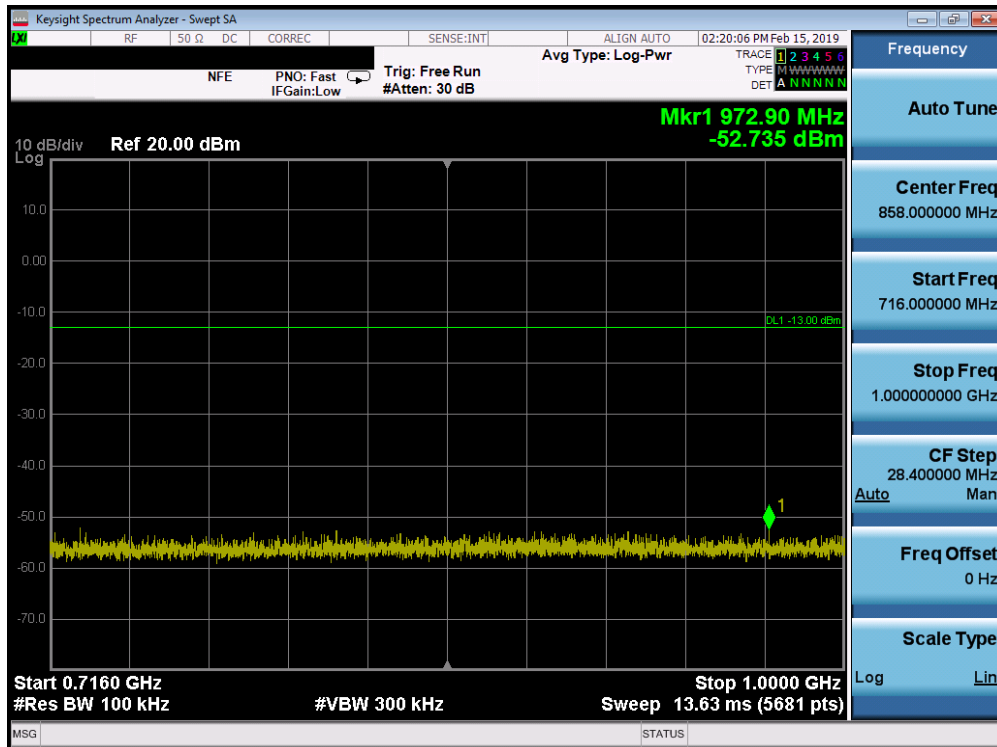 Keysight Spectrum Analyzer - Swept SA
LXI RF 50 Ω DC CORREC SENSE:INT ALIGN AUTO 02:20:06 PM Feb 15, 2019
NFE PNO: Fast IFGain:Low
Trig: Free Run
#Atten: 30 dB
Avg Type: Log-Pwr
TRACE 1 2 3 4 5 6
TYPE M WWWWW
DET A N N N N N
Mkr1 972.90 MHz
-52.735 dBm
10 dB/div Ref 20.00 dBm
Log
10.0
0.00
-10.0
DL1 -13.00 dBm
-20.0
-30.0
-40.0
1
-50.0
-60.0
-70.0
Start 0.7160 GHz Stop 1.0000 GHz
#Res BW 100 kHz #VBW 300 kHz Sweep 13.63 ms (5681 pts)
MSG STATUS
Frequency
Auto Tune
Center Freq
858.000000 MHz
Start Freq
716.000000 MHz
Stop Freq
1.000000000 GHz
CF Step
28.400000 MHz
Auto Man
Freq Offset
0 Hz
Scale Type
Log Lin